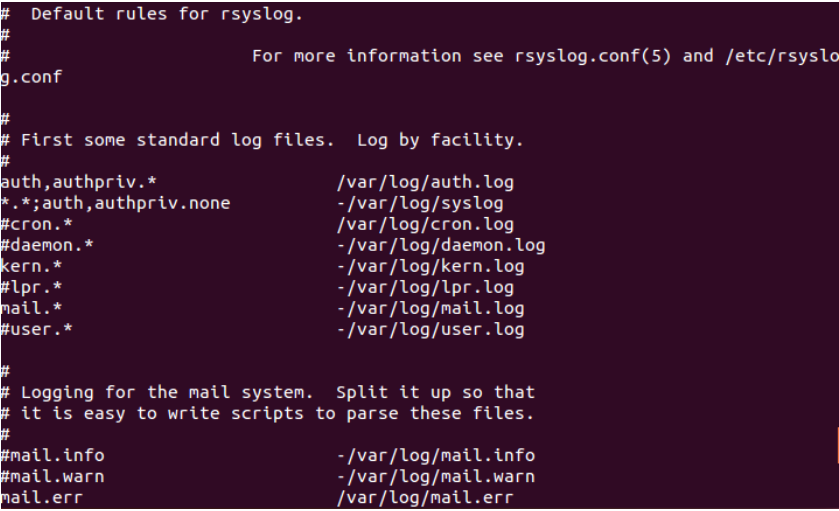 #  Default rules for rsyslog.
#
#                       For more information see rsyslog.conf(5) and /etc/rsyslo
g.conf

#
# First some standard log files.  Log by facility.
#
auth,authpriv.*                 /var/log/auth.log
*.*;auth,authpriv.none          -/var/log/syslog
#cron.*                         /var/log/cron.log
#daemon.*                       -/var/log/daemon.log
kern.*                          -/var/log/kern.log
#lpr.*                          -/var/log/lpr.log
mail.*                          -/var/log/mail.log
#user.*                         -/var/log/user.log

#
# Logging for the mail system.  Split it up so that
# it is easy to write scripts to parse these files.
#
#mail.info                      -/var/log/mail.info
#mail.warn                      -/var/log/mail.warn
mail.err                        /var/log/mail.err